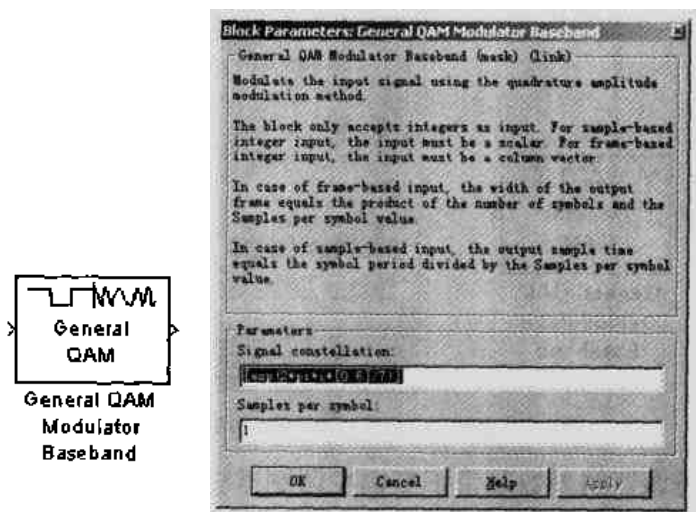 General
QAM
General QAM
Modulator
Baseband
Block Parameters: General QAM Modulator Baseband
General QAM Modulator Baseband (mask) (link)
Modulate the input signal using the quadrature amplitude
modulation method.
The block only accepts integers as input. For sample-based
integer input, the input must be a scalar. For frame-based
integer input, the input must be a column vector.
In case of frame-based input, the width of the output
frame equals the product of the number of symbols and the
Samples per symbol value.
In case of sample-based input, the output sample time
equals the symbol period divided by the Samples per symbol
value.
Parameters
Signal constellation:
Samples per symbol:
1
OK
Cancel
Help
Apply